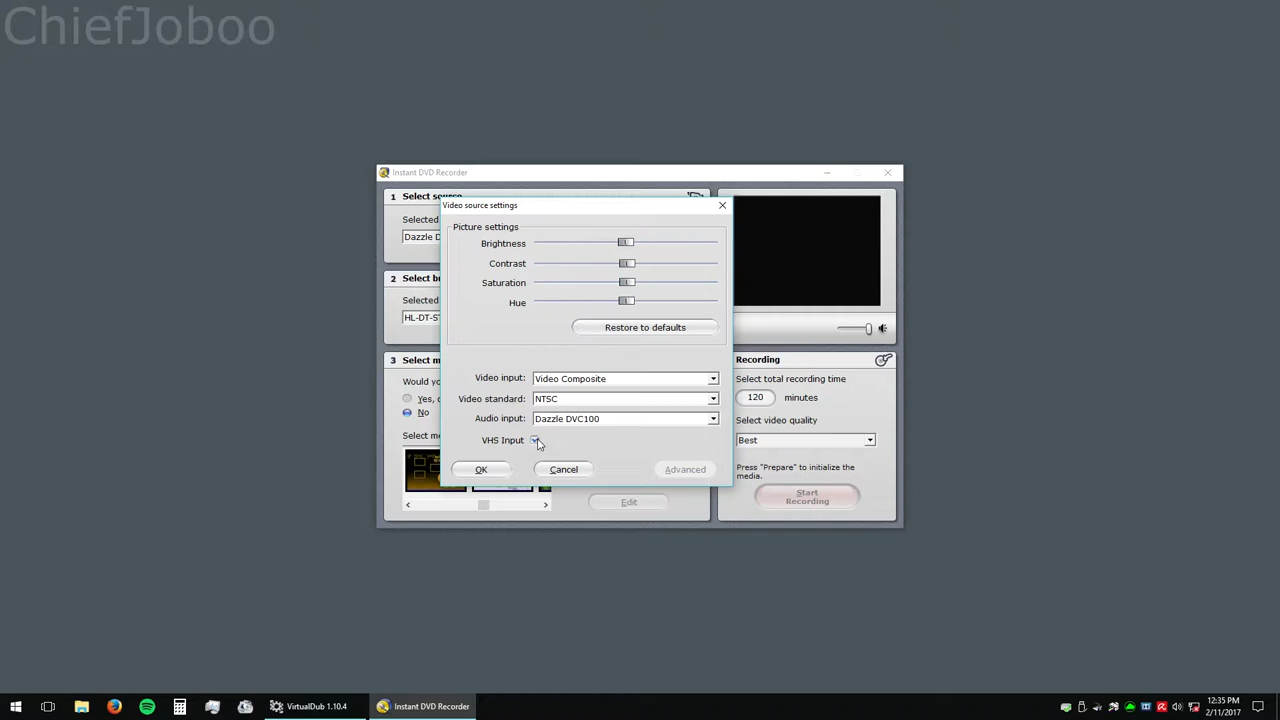 ChiefJoboo
Instant DVD Recorder
1 Select source
Selected
Dazzle D
2 Select b
Selected
HL-DT-S
3 Select m
Would yo
Yes,
No
Select me
Edit
Video source settings
Picture settings
Brightness
Contrast
Saturation
Hue
Restore to defaults
Video input: Video Composite
Video standard: NTSC
Audio input: Dazzle DVC100
VHS Input
OK Cancel Advanced
Recording
Select total recording time
120 minutes
Select video quality
Best
Press "Prepare" to initialize the
media.
Start
Recording
VirtualDub 1.10.4
Instant DVD Recorder
12:35 PM
2/11/2017